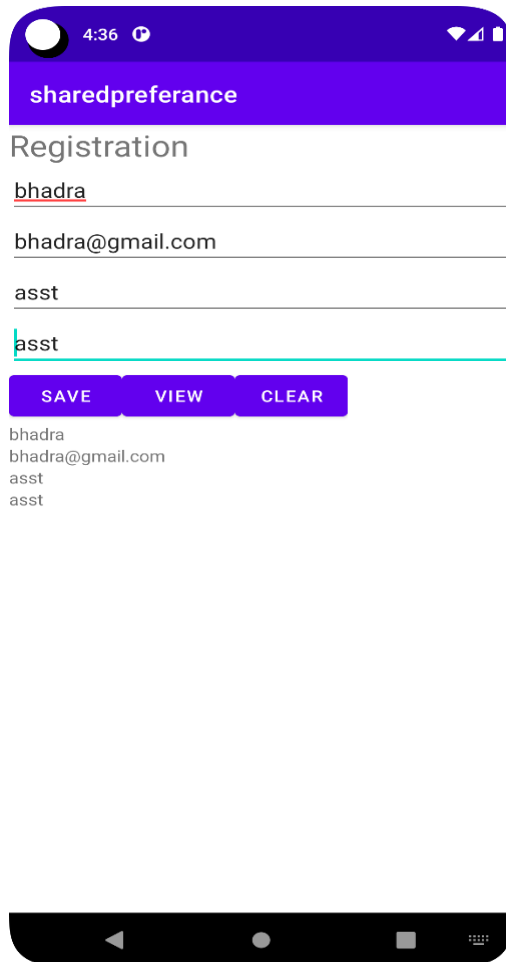 4:36
sharedpreferance
Registration
bhadra
bhadra@gmail.com
asst
asst
SAVE VIEW CLEAR
bhadra
bhadra@gmail.com
asst
asst